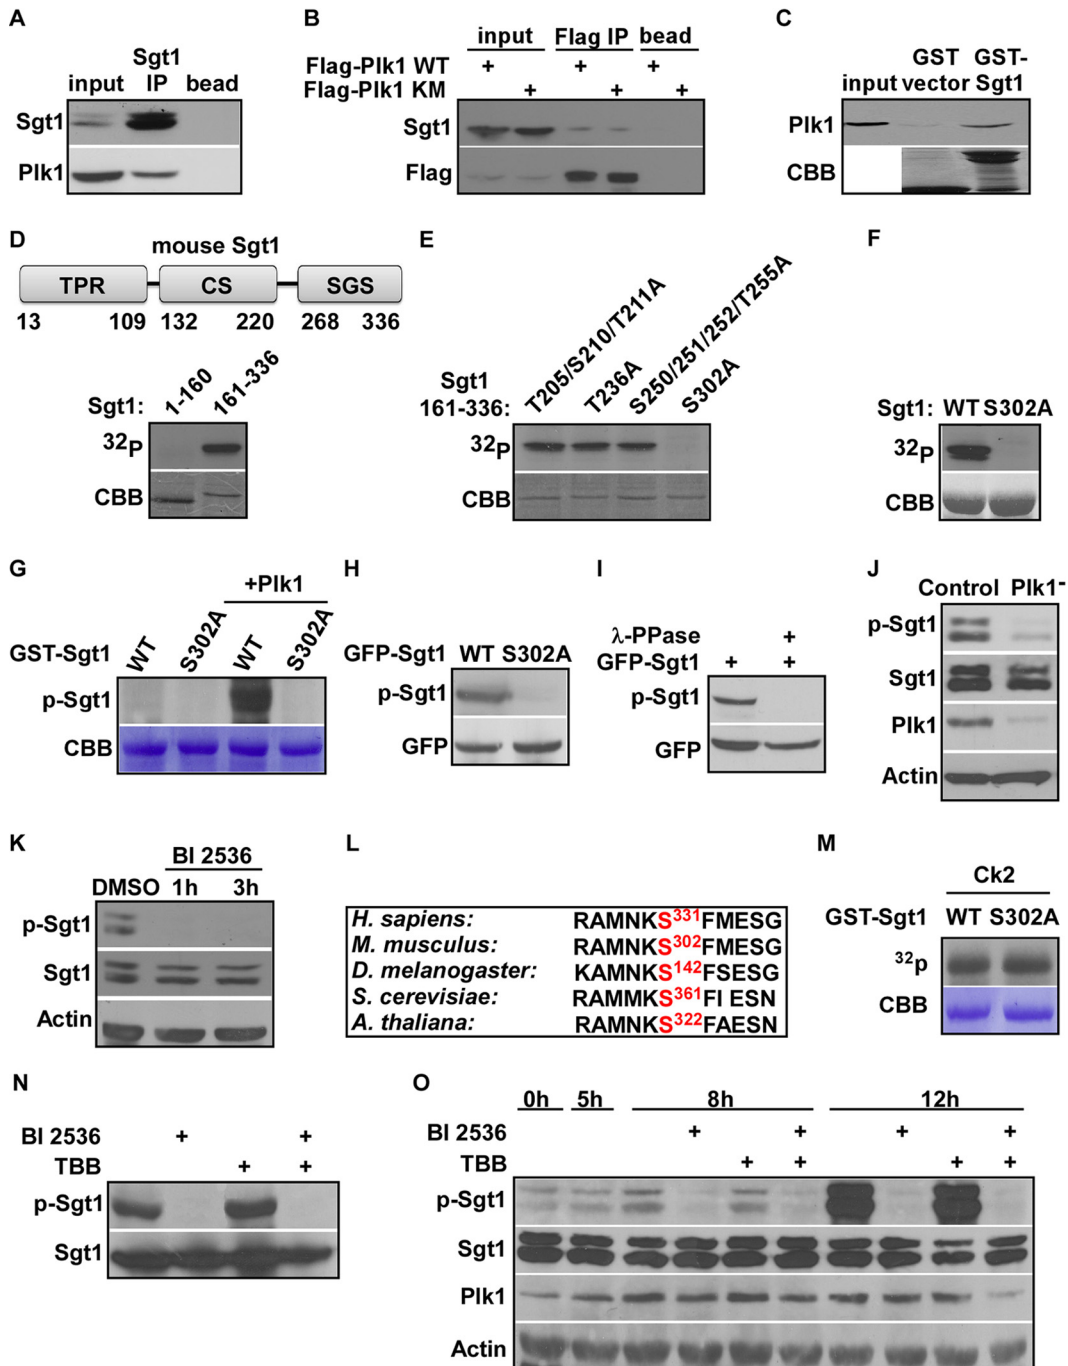 A
Sgt1
input IP bead
Sgt1
Plk1
B
input Flag IP bead
Flag-Plk1 WT + + +
Flag-Plk1 KM + + +
Sgt1
Flag
C
GST GST-
input vector Sgt1
Plk1
CBB
D
mouse Sgt1
TPR CS SGS
13 109 132 220 268 336
Sgt1: 1-160 161-336
32P
CBB
E
Sgt1
161-336: T205/S210/T211A T236A S250/251/252/T255A S302A
32P
CBB
F
Sgt1: WT S302A
32P
CBB
G
+Plk1
GST-Sgt1 WT S302A WT S302A
p-Sgt1
CBB
H
GFP-Sgt1 WT S302A
p-Sgt1
GFP
I
λ-PPase +
GFP-Sgt1 + +
p-Sgt1
GFP
J
Control Plk1-
p-Sgt1
Sgt1
Plk1
Actin
K
BI 2536
DMSO 1h 3h
p-Sgt1
Sgt1
Actin
L
H. sapiens: RAMNKS331FMESG
M. musculus: RAMNKS302FMESG
D. melanogaster: KAMNKS142FSESG
S. cerevisiae: RAMMKS361FI ESN
A. thaliana: RAMNKS322FAESN
M
Ck2
GST-Sgt1 WT S302A
32p
CBB
N
BI 2536 + +
TBB + +
p-Sgt1
Sgt1
O
0h 5h 8h 12h
BI 2536 + + + +
TBB + + + +
p-Sgt1
Sgt1
Plk1
Actin